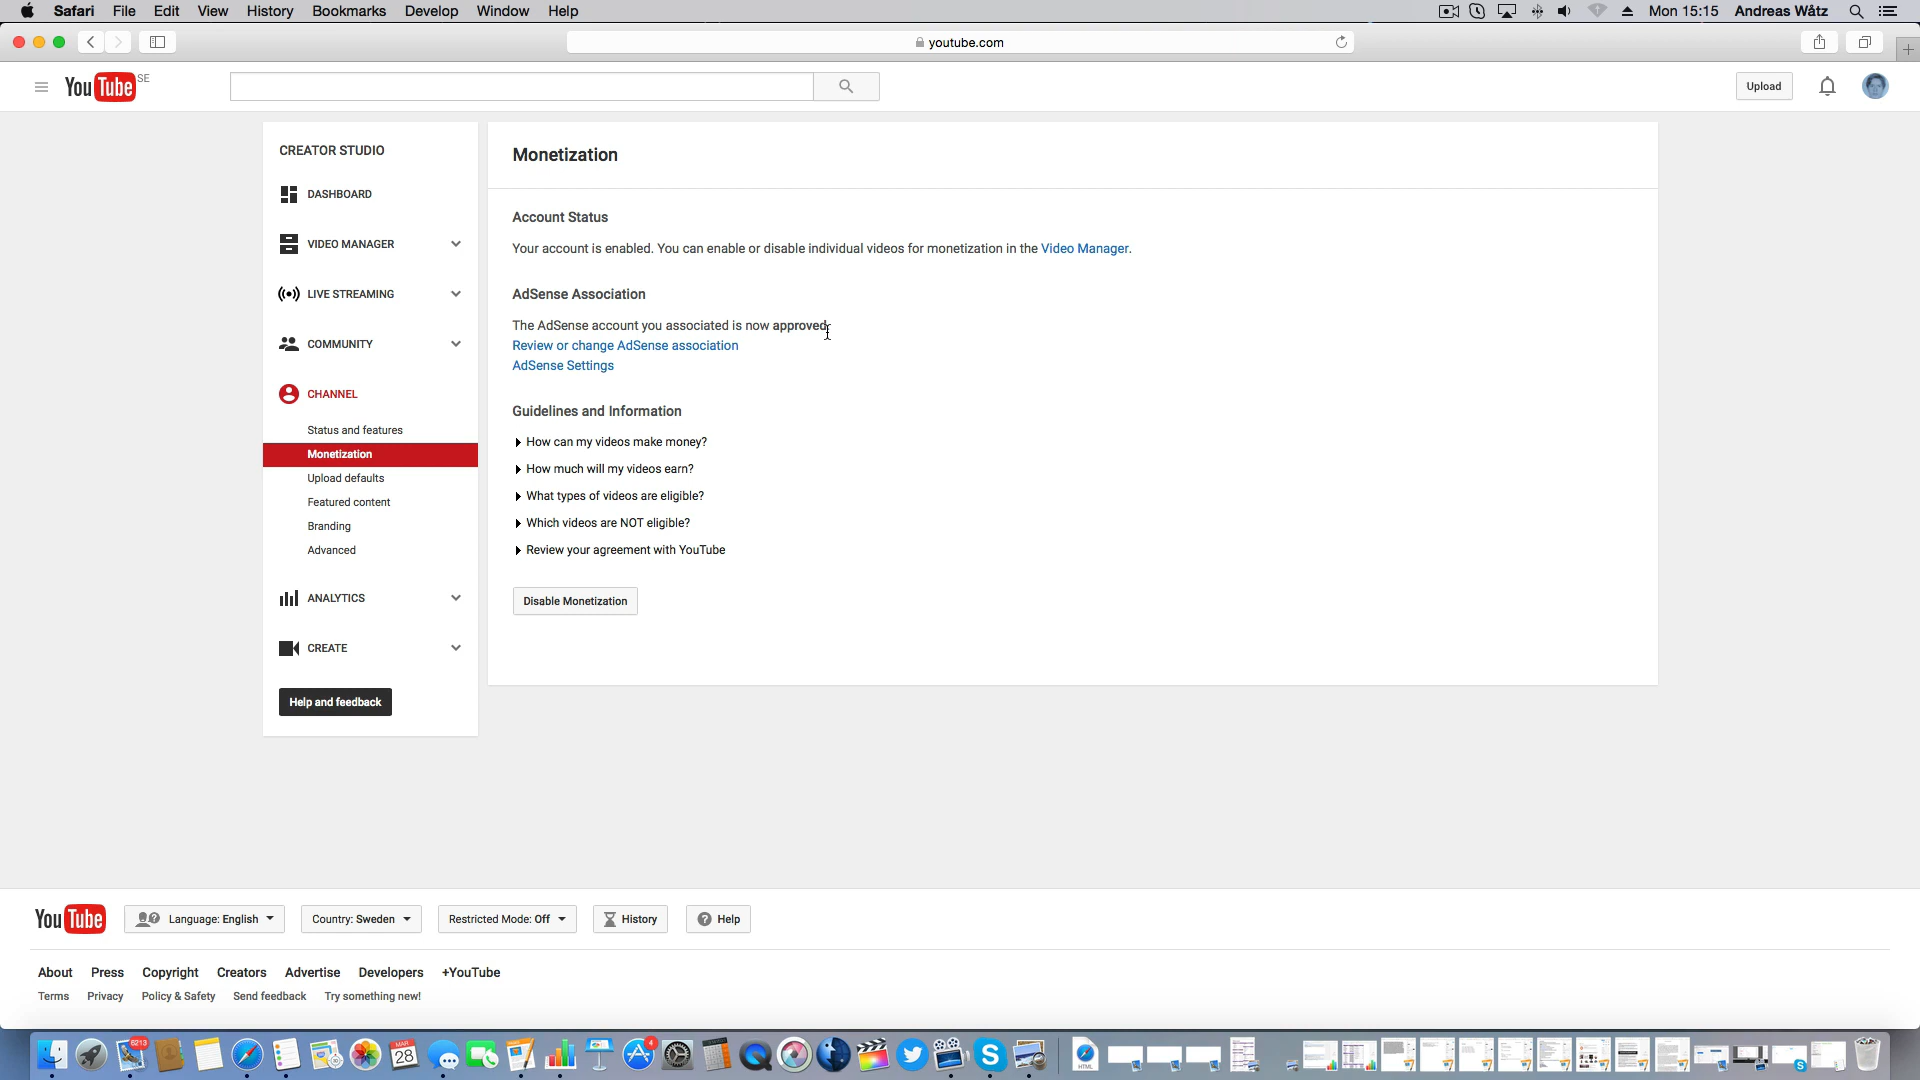 Safari File Edit View History Bookmarks Develop Window Help Mon 15:15 Andreas Wåtz
youtube.com
YouTube SE Upload
CREATOR STUDIO
DASHBOARD
VIDEO MANAGER
LIVE STREAMING
COMMUNITY
CHANNEL
Status and features
Monetization
Upload defaults
Featured content
Branding
Advanced
ANALYTICS
CREATE
Help and feedback
Monetization
Account Status
Your account is enabled. You can enable or disable individual videos for monetization in the Video Manager.
AdSense Association
The AdSense account you associated is now approved.
Review or change AdSense association
AdSense Settings
Guidelines and Information
How can my videos make money?
How much will my videos earn?
What types of videos are eligible?
Which videos are NOT eligible?
Review your agreement with YouTube
Disable Monetization
YouTube Language: English Country: Sweden Restricted Mode: Off History Help
About Press Copyright Creators Advertise Developers +YouTube
Terms Privacy Policy & Safety Send feedback Try something new!
6213 MAR 28 4 HTML